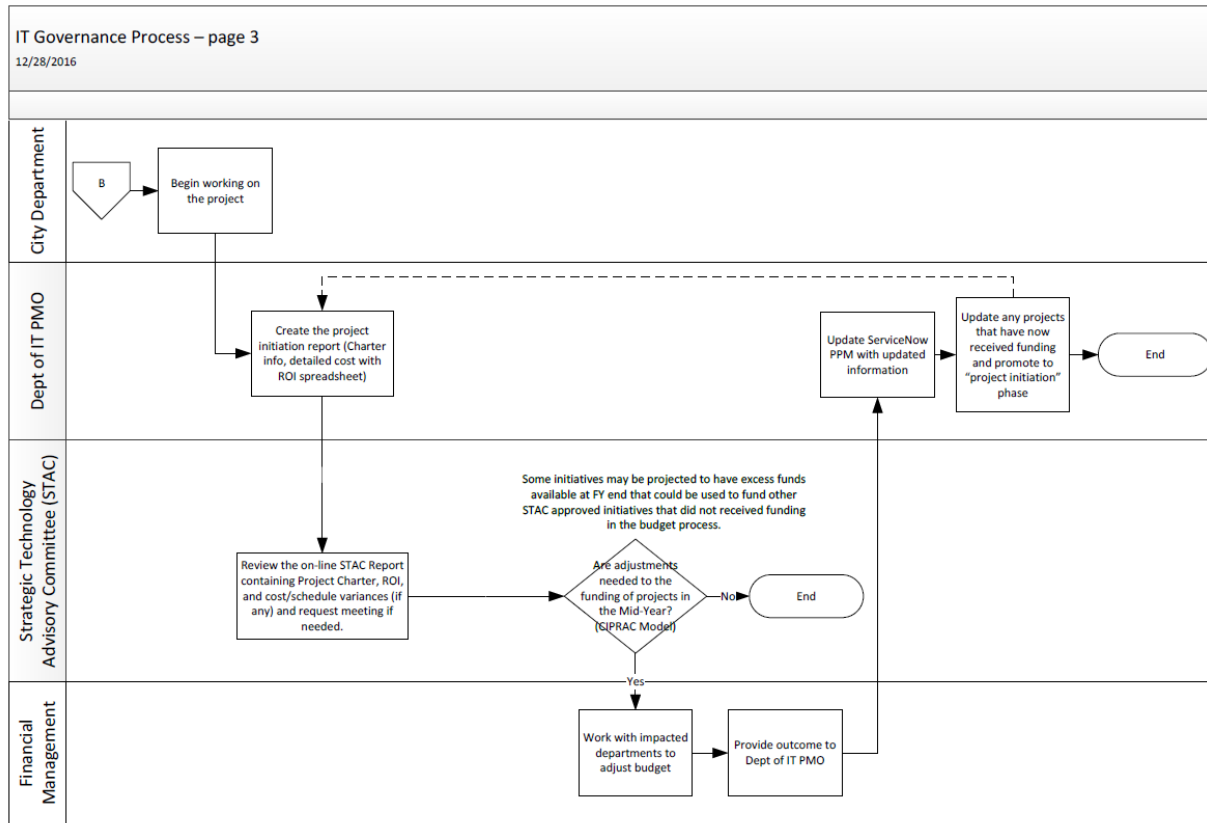 IT Governance Process – page 3
12/28/2016
City Department
B
Begin working on
the project
Dept of IT PMO
Create the project
initiation report (Charter
info, detailed cost with
ROI spreadsheet)
Update ServiceNow
PPM with updated
information
Update any projects
that have now
received funding
and promote to
“project initiation”
phase
End
Strategic Technology
Advisory Committee (STAC)
Some initiatives may be projected to have excess funds
available at FY end that could be used to fund other
STAC approved initiatives that did not received funding
in the budget process.
Review the on-line STAC Report
containing Project Charter, ROI,
and cost/schedule variances (if
any) and request meeting if
needed.
Are adjustments
needed to the
funding of projects in
the Mid-Year?
(CIPRAC Model)
No
End
Yes
Financial
Management
Work with impacted
departments to
adjust budget
Provide outcome to
Dept of IT PMO